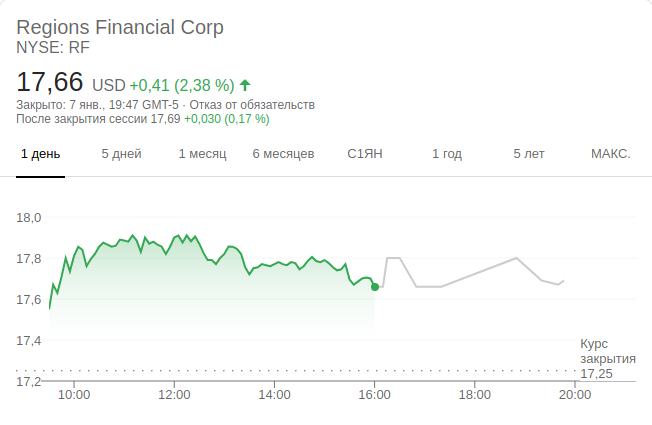 Regions Financial Corp
NYSE: RF
17,66 USD +0,41 (2,38 %)
Закрыто: 7 янв., 19:47 GMT-5 · Отказ от обязательств
После закрытия сессии 17,69 +0,030 (0,17 %)
1 день 5 дней 1 месяц 6 месяцев С1ЯН 1 год 5 лет МАКС.
18,0
17,8
17,6
17,4
Курс
закрытия
17,25
17,2
10:00 12:00 14:00 16:00 18:00 20:00